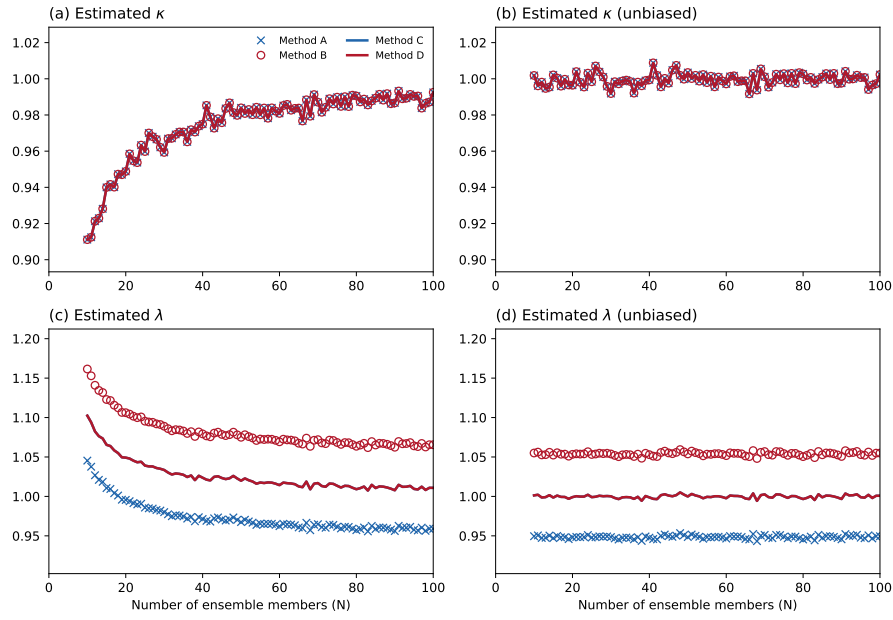 (a) Estimated κ
1.02
1.00
0.98
0.96
0.94
0.92
0.90
0 20 40 60 80 100
Method A
Method B
Method C
Method D
(b) Estimated κ (unbiased)
1.02
1.00
0.98
0.96
0.94
0.92
0.90
0 20 40 60 80 100
(c) Estimated λ
1.20
1.15
1.10
1.05
1.00
0.95
0 20 40 60 80 100
Number of ensemble members (N)
(d) Estimated λ (unbiased)
1.20
1.15
1.10
1.05
1.00
0.95
0 20 40 60 80 100
Number of ensemble members (N)